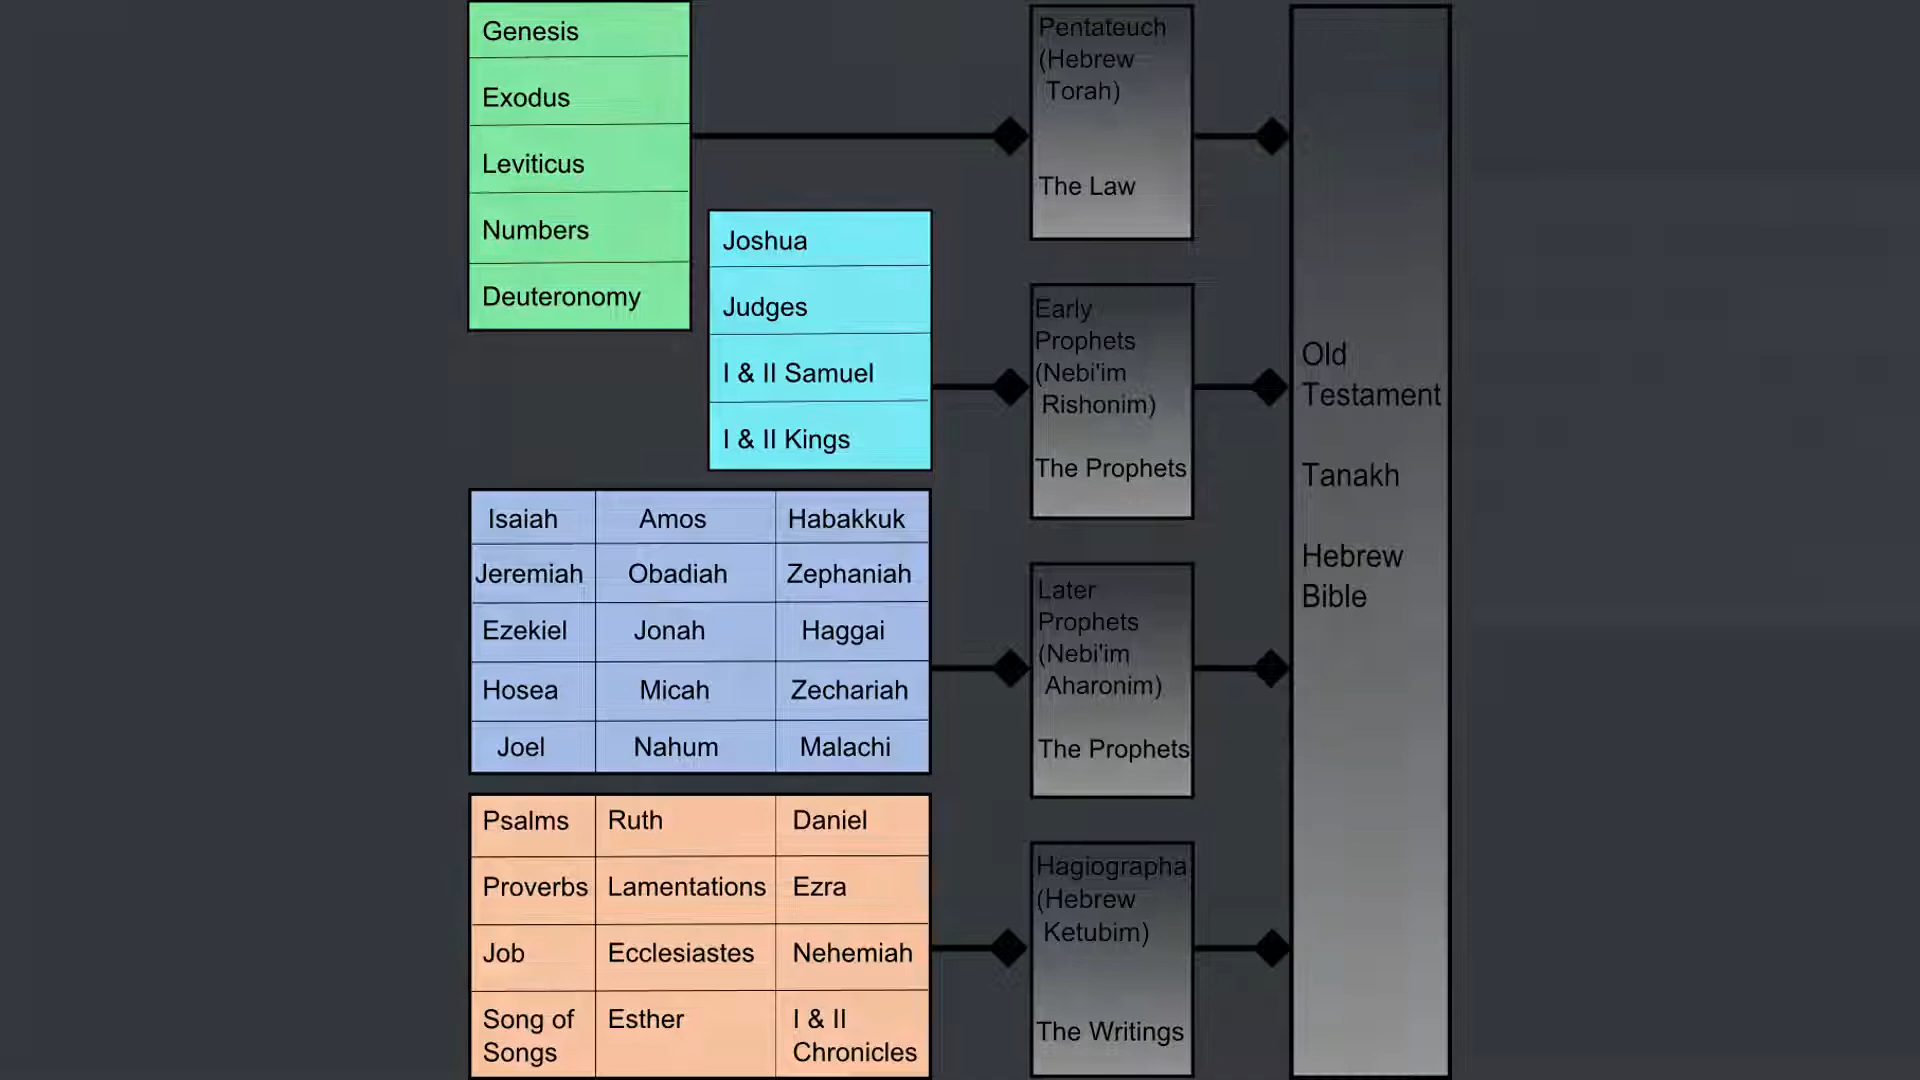 Genesis
Exodus
Leviticus
Numbers
Deuteronomy
Joshua
Judges
I & II Samuel
I & II Kings
Isaiah Amos Habakkuk
Jeremiah Obadiah Zephaniah
Ezekiel Jonah Haggai
Hosea Micah Zechariah
Joel Nahum Malachi
Psalms Ruth Daniel
Proverbs Lamentations Ezra
Job Ecclesiastes Nehemiah
Song of Esther I & II
Songs Chronicles
Pentateuch
(Hebrew
Torah)
The Law
Early
Prophets
(Nebi'im
Rishonim)
The Prophets
Later
Prophets
(Nebi'im
Aharonim)
The Prophets
Hagiographa
(Hebrew
Ketubim)
The Writings
Old
Testament
Tanakh
Hebrew
Bible